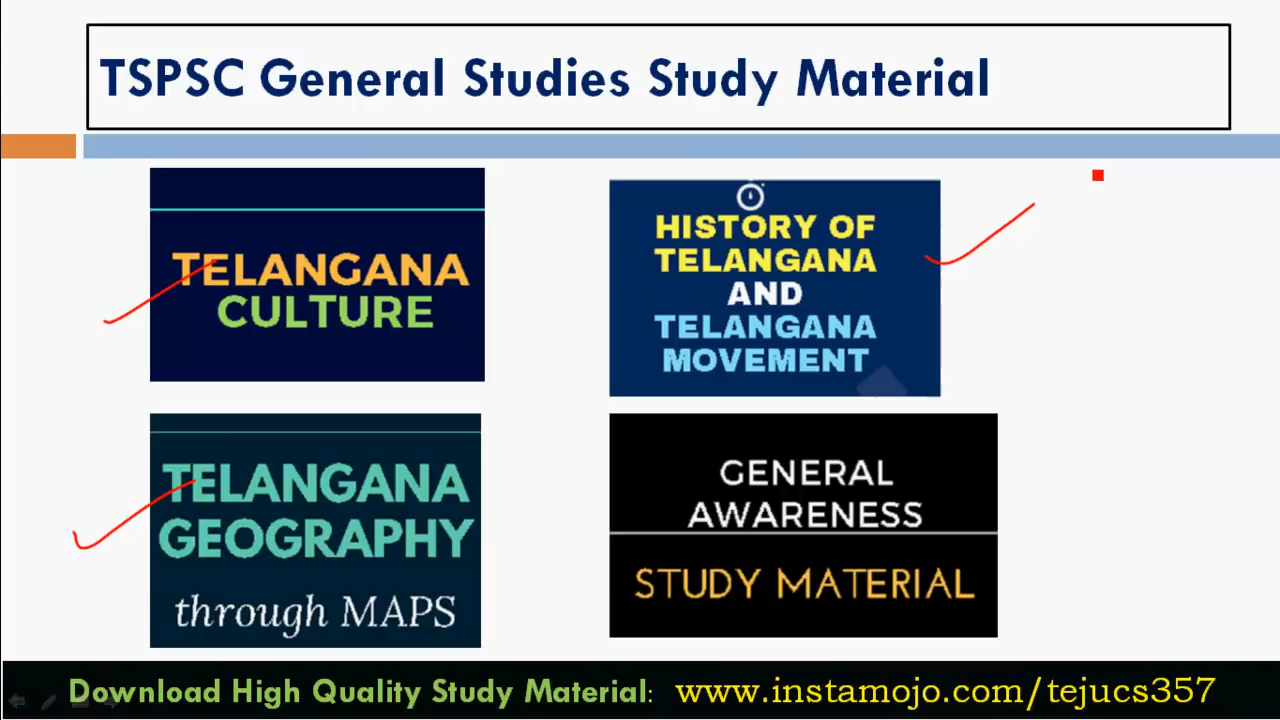 TSPSC General Studies Study Material
TELANGANA
CULTURE
HISTORY OF
TELANGANA
AND
TELANGANA
MOVEMENT
TELANGANA
GEOGRAPHY
through MAPS
GENERAL
AWARENESS
STUDY MATERIAL
Download High Quality Study Material: www.instamojo.com/tejucs357